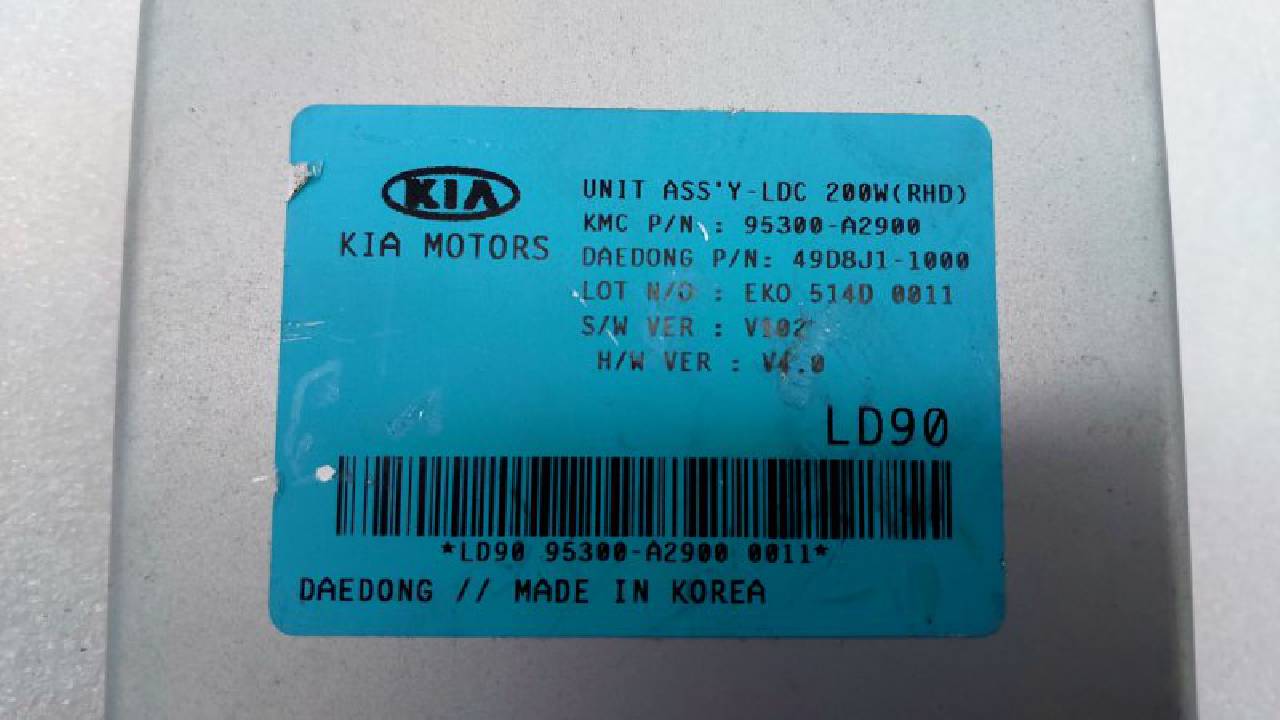 KIA
KIA MOTORS
UNIT ASS'Y-LDC 200W(RHD)
KMC P/N : 95300-A2900
DAEDONG P/N: 49D8J1-1000
LOT N/O : EKO 514D 0011
S/W VER : V102
H/W VER : V4.0
LD90
*LD90 95300-A2900 0011*
DAEDONG // MADE IN KOREA